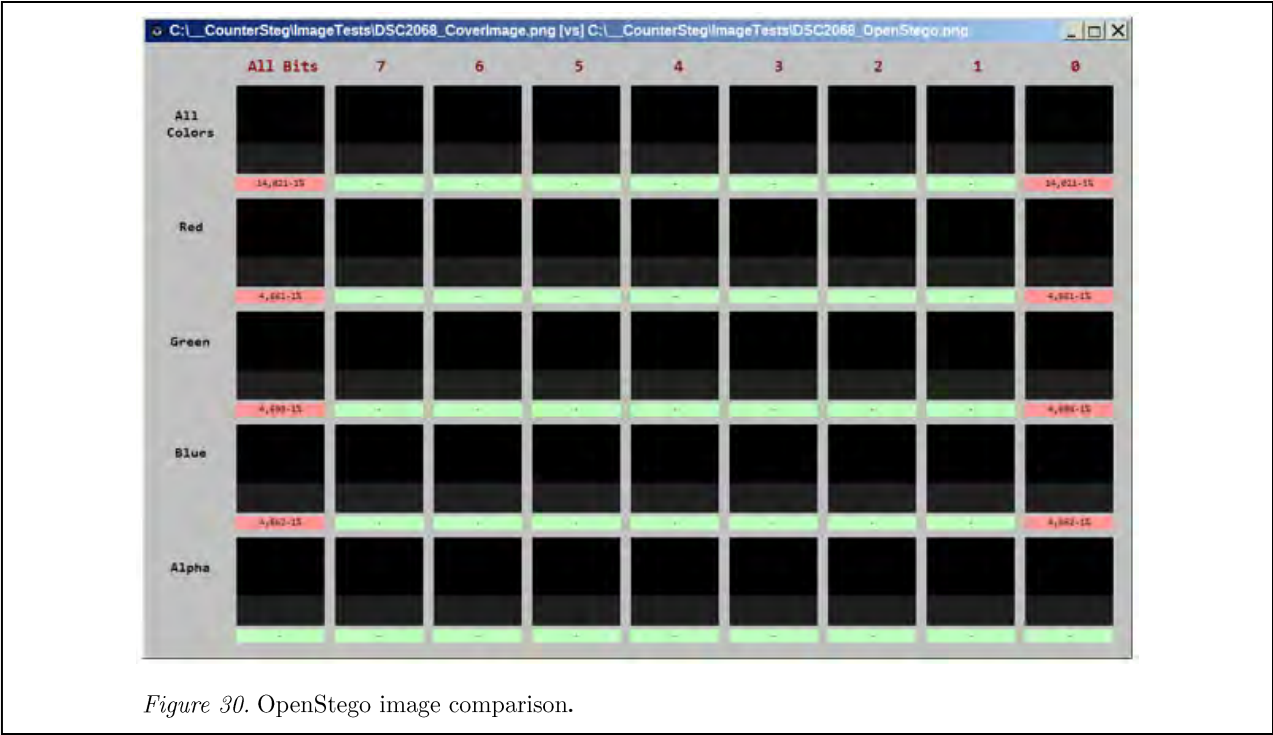 C:\__CounterSteg\ImageTests\DSC2068_CoverImage.png [vs] C:\__CounterSteg\ImageTests\DSC2068_OpenStego.png
All Bits 7 6 5 4 3 2 1 0
All
Colors
- - - - - - -
Red
- - - - - - -
Green
- - - - - - -
Blue
- - - - - - -
Alpha
- - - - - - - - -
Figure 30. OpenStego image comparison.